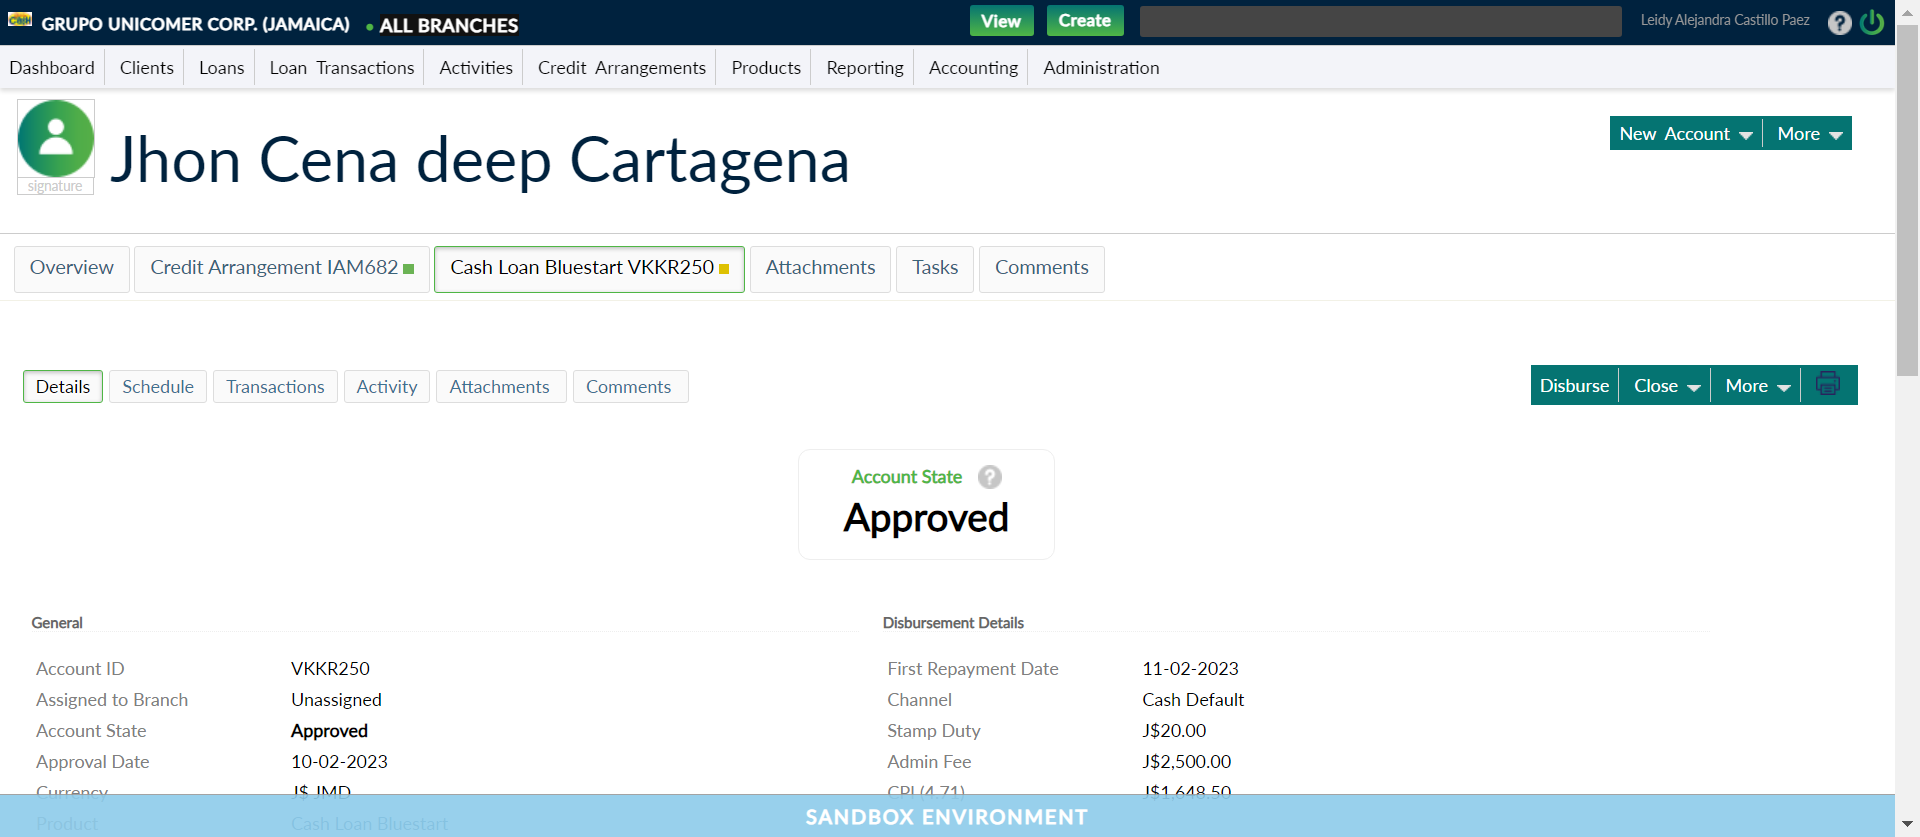 Cash GRUPO UNICOMER CORP. (JAMAICA) • ALL BRANCHES View Create Leidy Alejandra Castillo Paez ?
Dashboard Clients Loans Loan Transactions Activities Credit Arrangements Products Reporting Accounting Administration
signature
Jhon Cena deep Cartagena
New Account More
Overview Credit Arrangement IAM682 Cash Loan Bluestart VKKR250 Attachments Tasks Comments
Details Schedule Transactions Activity Attachments Comments
Disburse Close More
Account State ?
Approved
General
Account ID VKKR250
Assigned to Branch Unassigned
Account State Approved
Approval Date 10-02-2023
Currency J$ JMD
Product Cash Loan Bluestart
Disbursement Details
First Repayment Date 11-02-2023
Channel Cash Default
Stamp Duty J$20.00
Admin Fee J$2,500.00
CPI (4.71) J$1,648.50
SANDBOX ENVIRONMENT